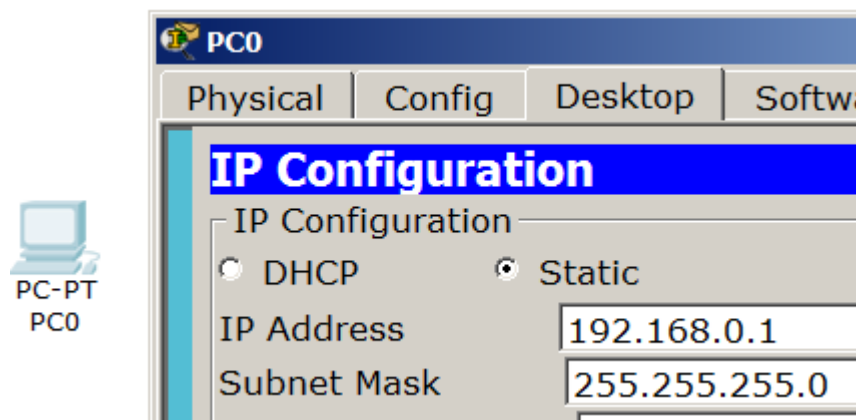 PC0
Physical Config Desktop Softwa
IP Configuration
IP Configuration
DHCP Static
IP Address 192.168.0.1
Subnet Mask 255.255.255.0
PC-PT
PC0